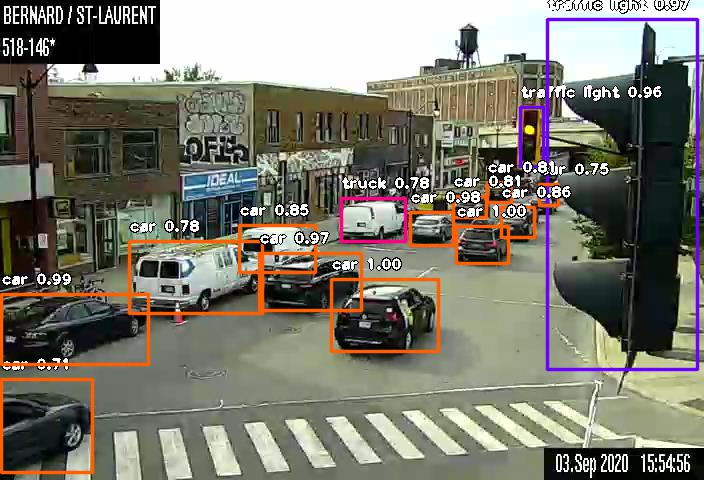 BERNARD / ST-LAURENT
518-146*
traffic light 0.97
traffic light 0.96
car 0.81
car 0.75
truck 0.78
car 0.81
car 0.86
car 0.98
car 1.00
car 0.85
car 0.78
car 0.97
car 1.00
car 0.99
car 0.71
IDEAL
03.Sep 2020 15:54:56